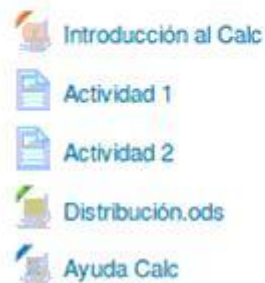 Introducción al Calc
Actividad 1
Actividad 2
Distribución.ods
Ayuda Calc